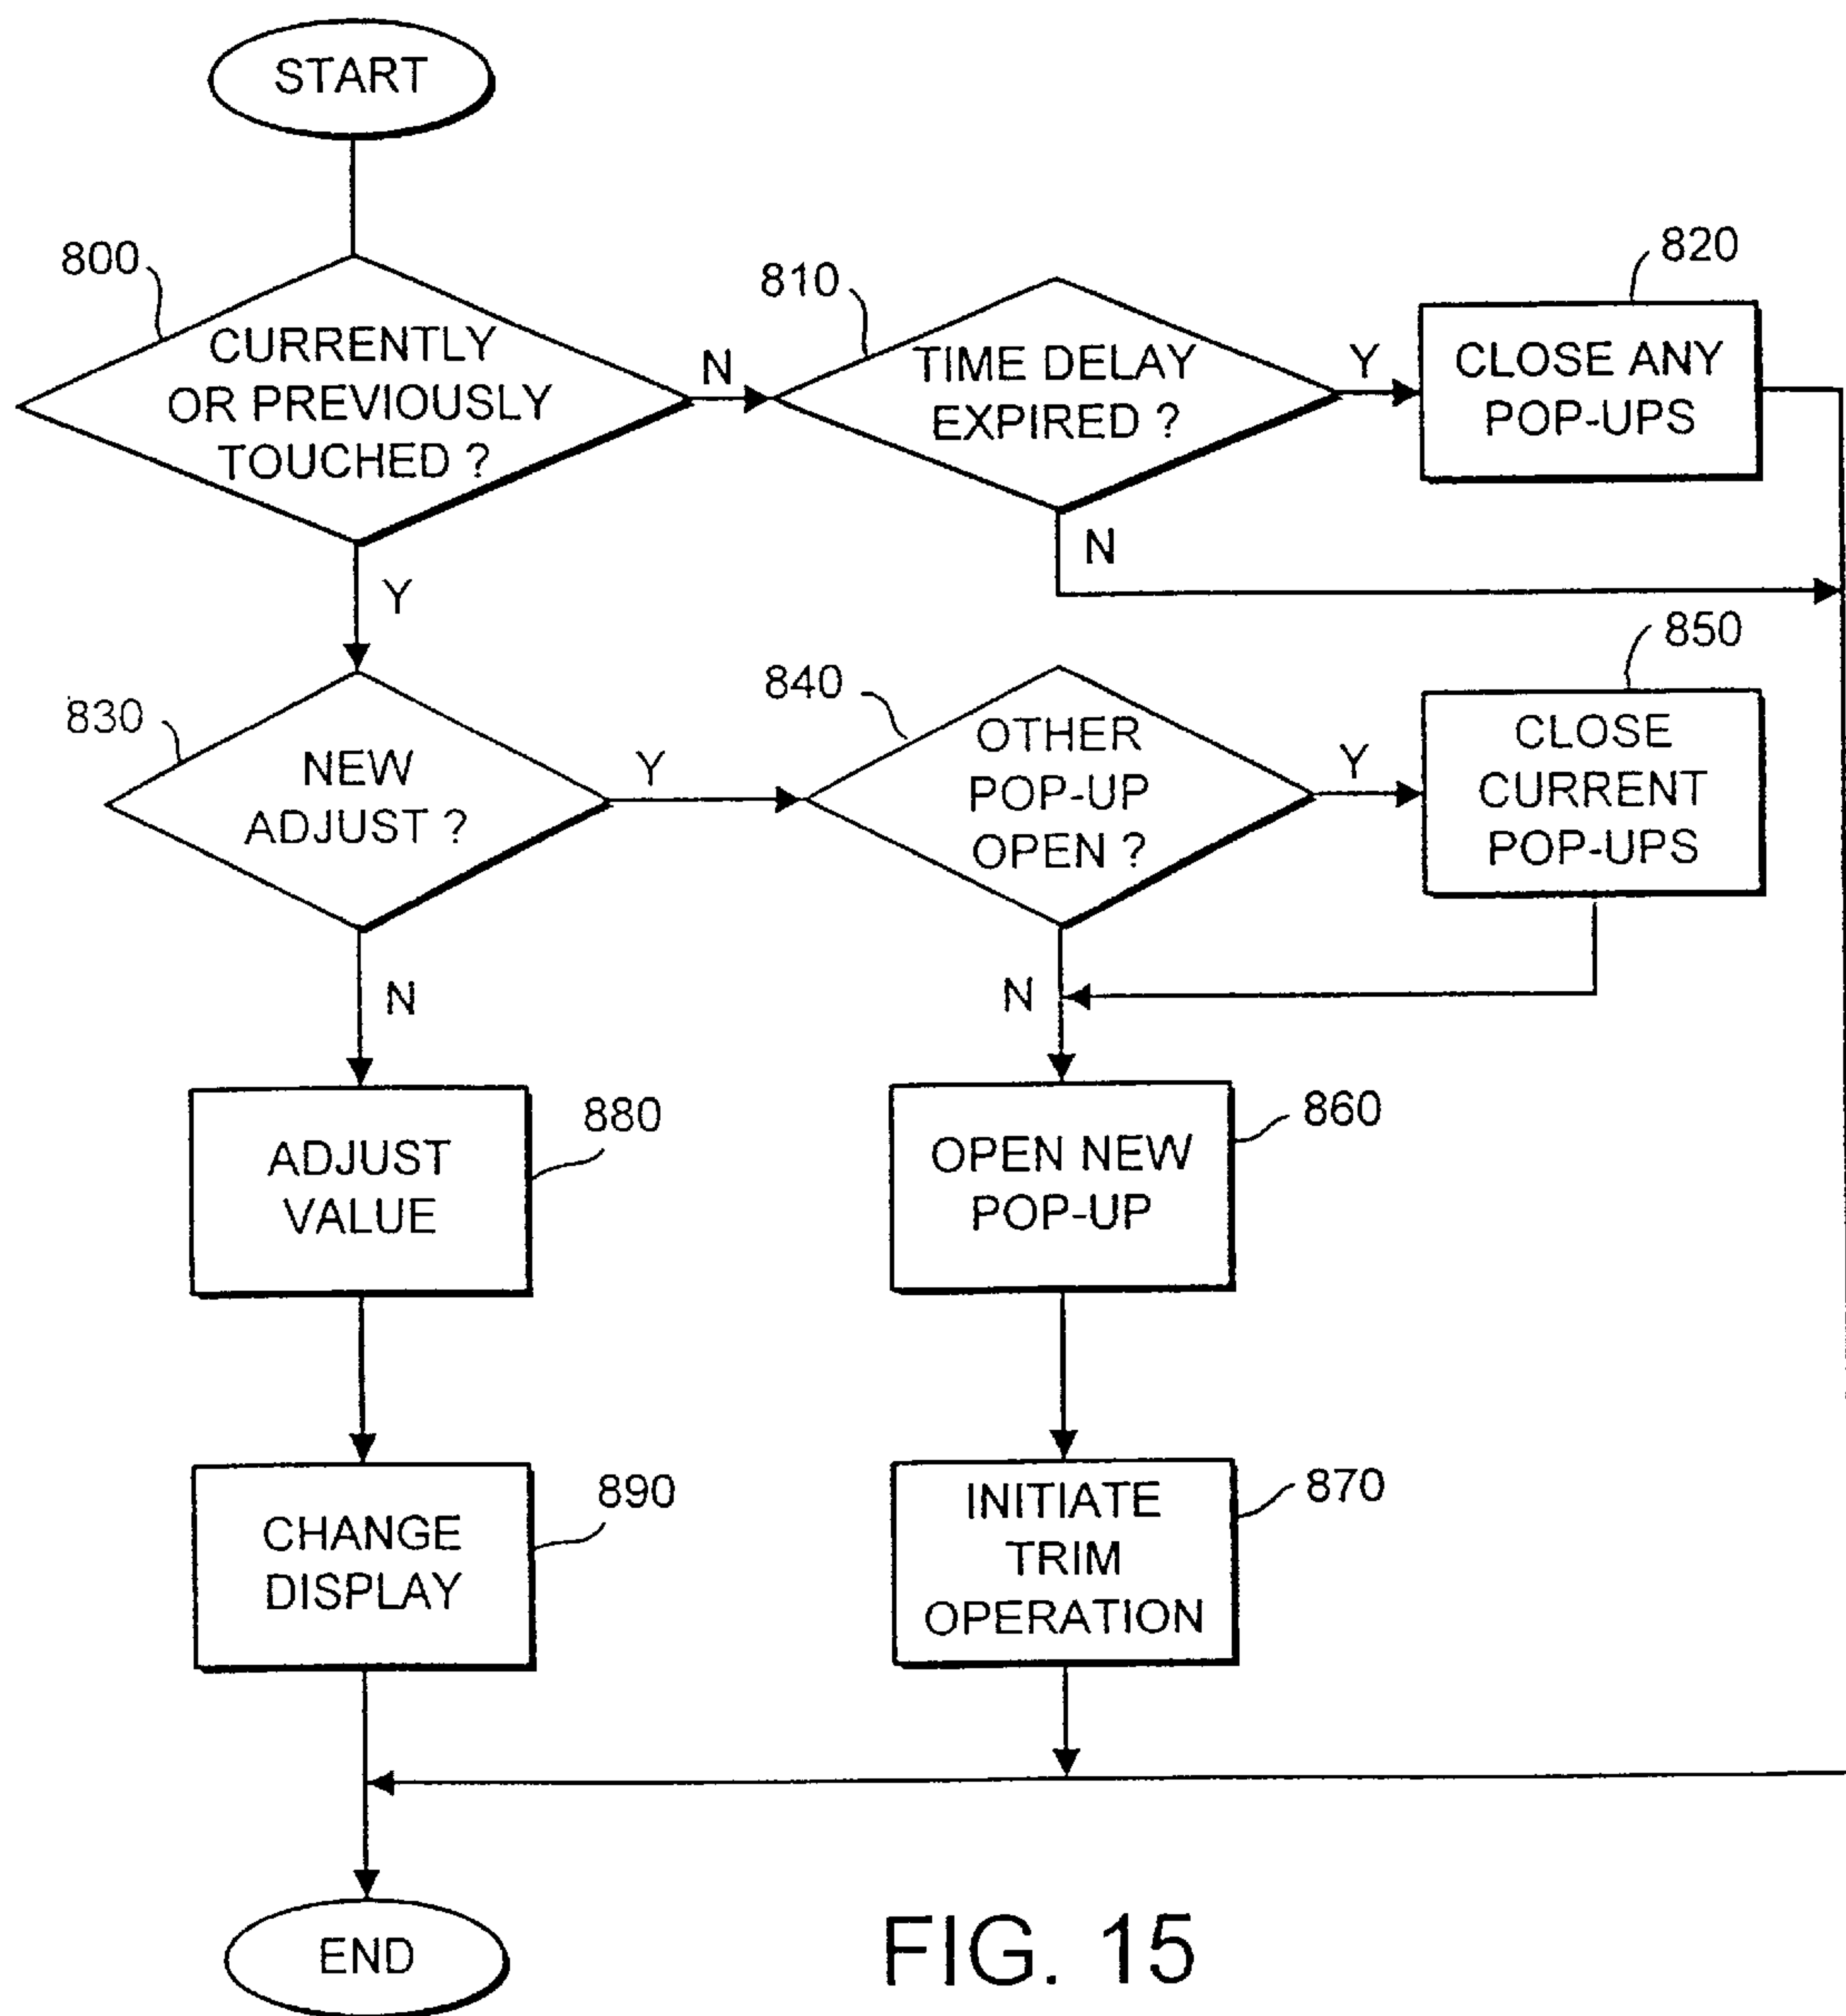 START
800
CURRENTLY
OR PREVIOUSLY
TOUCHED ?
N
Y
810
TIME DELAY
EXPIRED ?
Y
N
820
CLOSE ANY
POP-UPS
830
NEW
ADJUST ?
Y
N
840
OTHER
POP-UP
OPEN ?
Y
N
850
CLOSE
CURRENT
POP-UPS
880
ADJUST
VALUE
860
OPEN NEW
POP-UP
890
CHANGE
DISPLAY
870
INITIATE
TRIM
OPERATION
END
FIG. 15